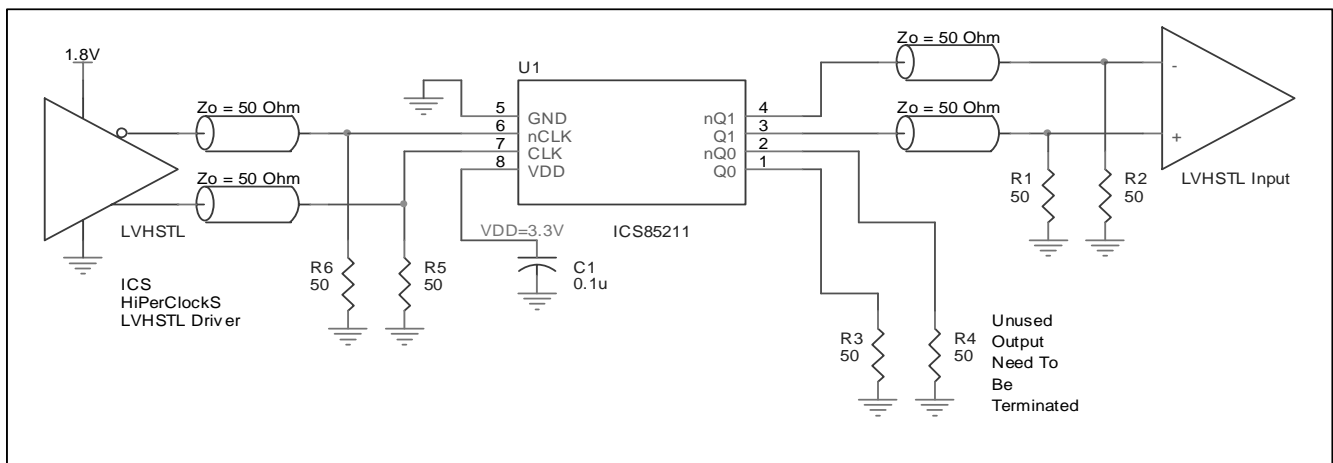 1.8V
Zo = 50 Ohm
Zo = 50 Ohm
LVHSTL
ICS
HiPerClockS
LVHSTL Driver
R6
50
R5
50
U1
5
GND
6
nCLK
7
CLK
8
VDD
nQ1
4
Q1
3
nQ0
2
Q0
1
VDD=3.3V
ICS85211
C1
0.1u
Zo = 50 Ohm
Zo = 50 Ohm
-
+
LVHSTL Input
R1
50
R2
50
R3
50
R4
50
Unused
Output
Need To
Be
Terminated